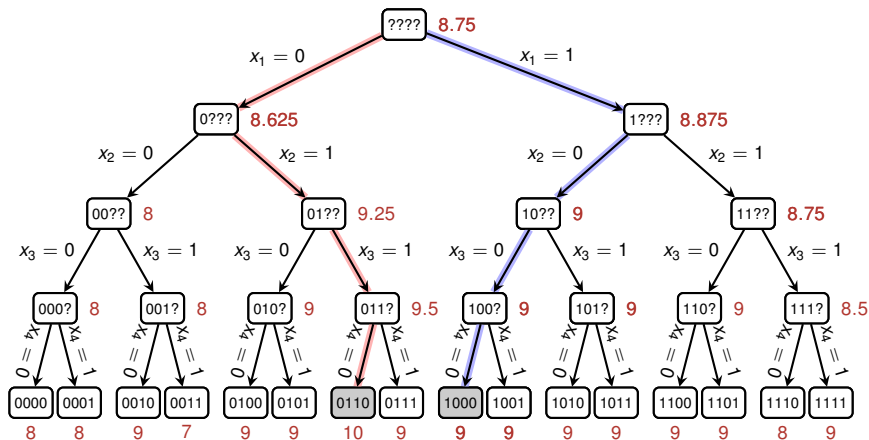 ???? 8.75
x₁ = 0 x₁ = 1
0??? 8.625 1??? 8.875
x₂ = 0 x₂ = 1 x₂ = 0 x₂ = 1
00?? 8 01?? 9.25 10?? 9 11?? 8.75
x₃ = 0 x₃ = 1 x₃ = 0 x₃ = 1 x₃ = 0 x₃ = 1 x₃ = 0 x₃ = 1
000? 8 001? 8 010? 9 011? 9.5 100? 9 101? 9 110? 9 111? 8.5
x₄ = 0 x₄ = 1 x₄ = 0 x₄ = 1 x₄ = 0 x₄ = 1 x₄ = 0 x₄ = 1 x₄ = 0 x₄ = 1 x₄ = 0 x₄ = 1 x₄ = 0 x₄ = 1 x₄ = 0 x₄ = 1
0000 0001 0010 0011 0100 0101 0110 0111 1000 1001 1010 1011 1100 1101 1110 1111
8 8 9 7 9 9 10 9 9 9 9 9 9 9 8 9